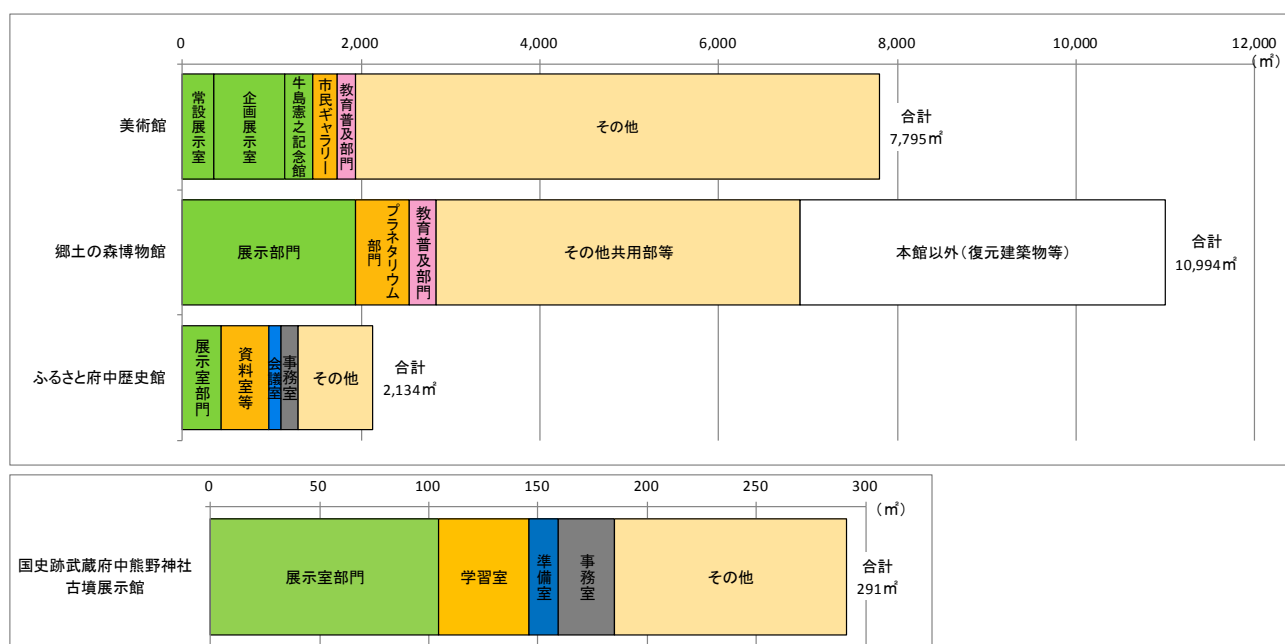 0 2,000 4,000 6,000 8,000 10,000 12,000
(㎡)
美術館
常設展示室
企画展示室
牛島憲之記念館
市民ギャラリー
教育普及部門
その他
合計
7,795㎡
郷土の森博物館
展示部門
プラネタリウム
部門
教育普及部門
その他共用部等
本館以外(復元建築物等)
合計
10,994㎡
ふるさと府中歴史館
展示室部門
資料室等
会議室
事務室
その他
合計
2,134㎡
0 50 100 150 200 250 300
(㎡)
国史跡武蔵府中熊野神社
古墳展示館
展示室部門
学習室
準備室
事務室
その他
合計
291㎡